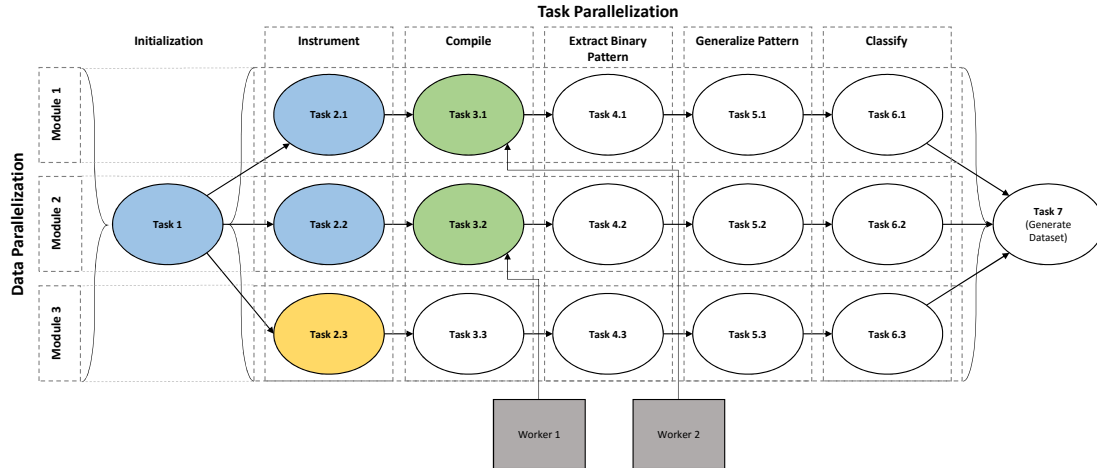 Task Parallelization
Initialization
Instrument
Compile
Extract Binary
Pattern
Generalize Pattern
Classify
Data Parallelization
Module 1
Task 2.1
Task 3.1
Task 4.1
Task 5.1
Task 6.1
Module 2
Task 1
Task 2.2
Task 3.2
Task 4.2
Task 5.2
Task 6.2
Task 7
(Generate
Dataset)
Module 3
Task 2.3
Task 3.3
Task 4.3
Task 5.3
Task 6.3
Worker 1
Worker 2